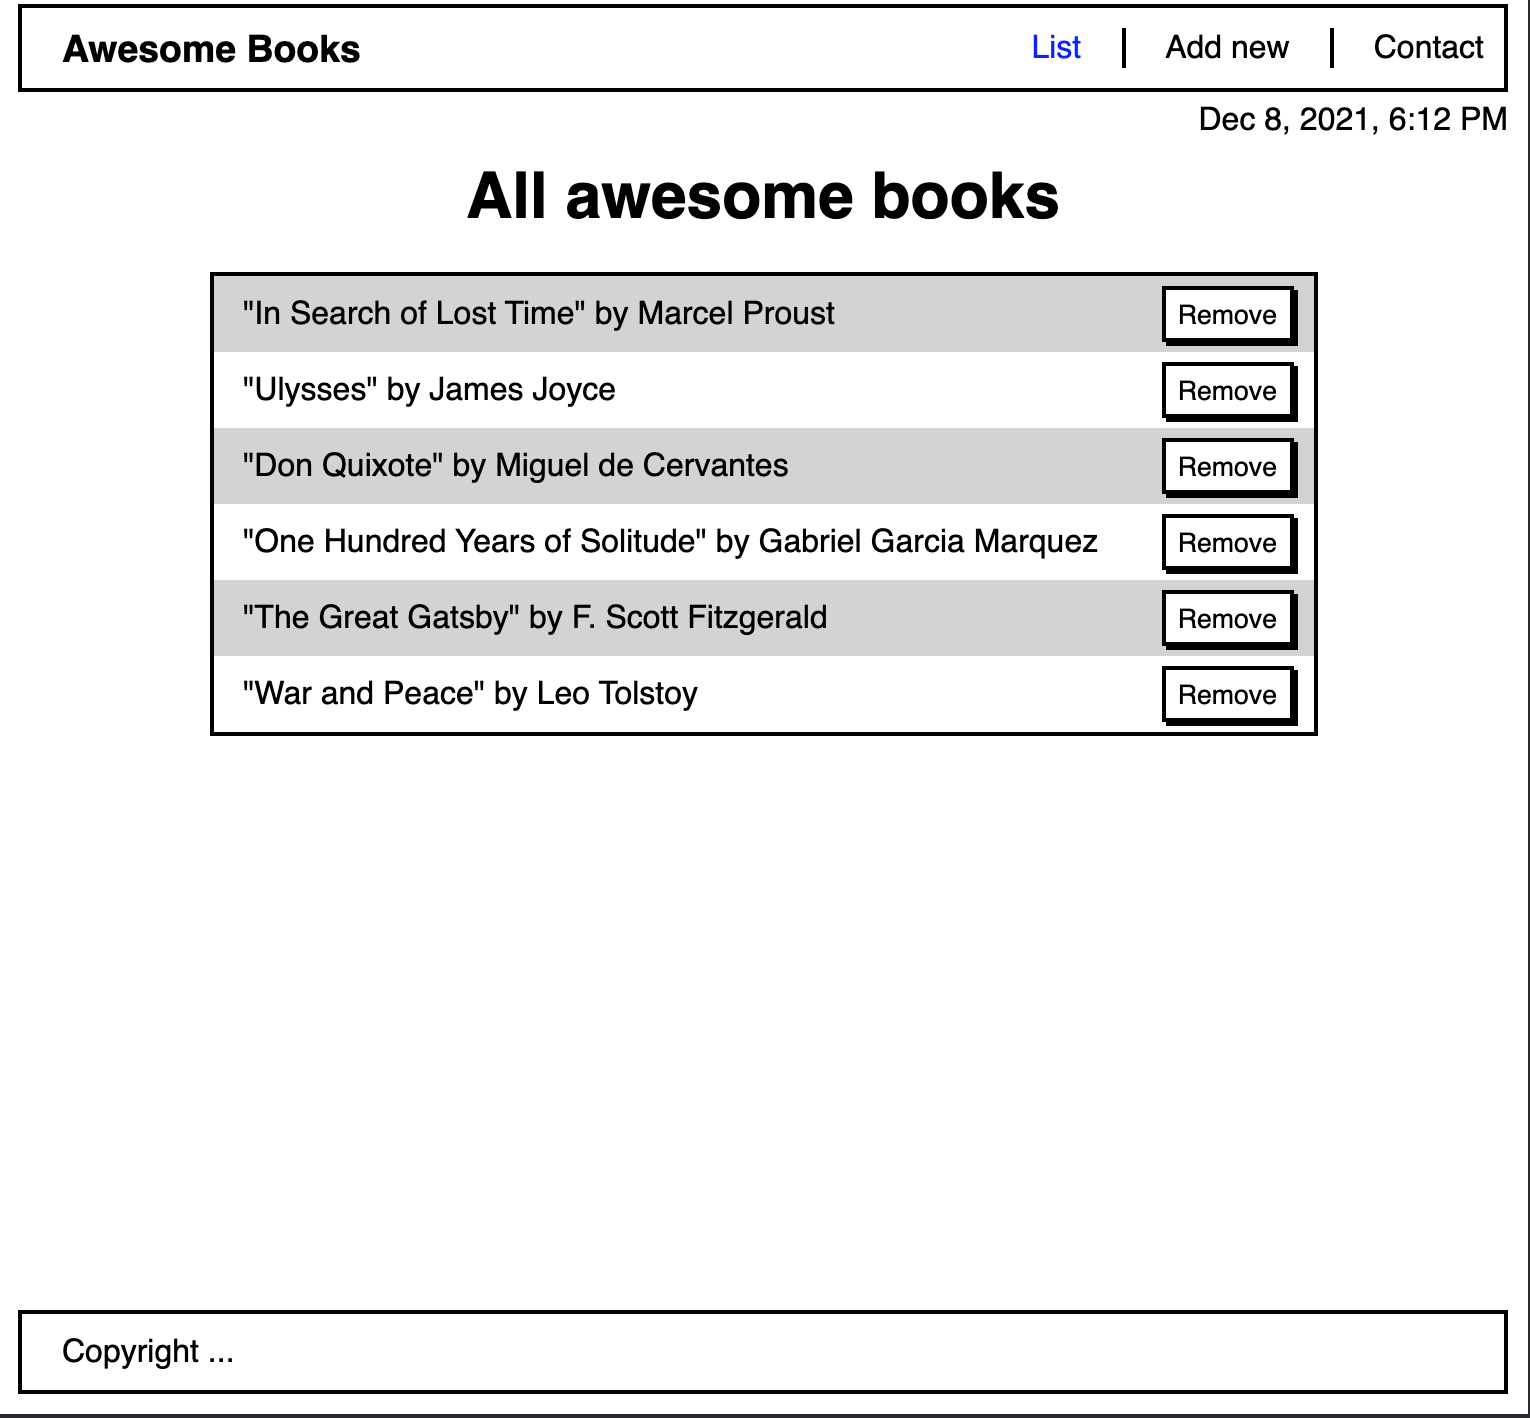 Awesome Books List Add new Contact
Dec 8, 2021, 6:12 PM
All awesome books
"In Search of Lost Time" by Marcel Proust Remove
"Ulysses" by James Joyce Remove
"Don Quixote" by Miguel de Cervantes Remove
"One Hundred Years of Solitude" by Gabriel Garcia Marquez Remove
"The Great Gatsby" by F. Scott Fitzgerald Remove
"War and Peace" by Leo Tolstoy Remove
Copyright ...